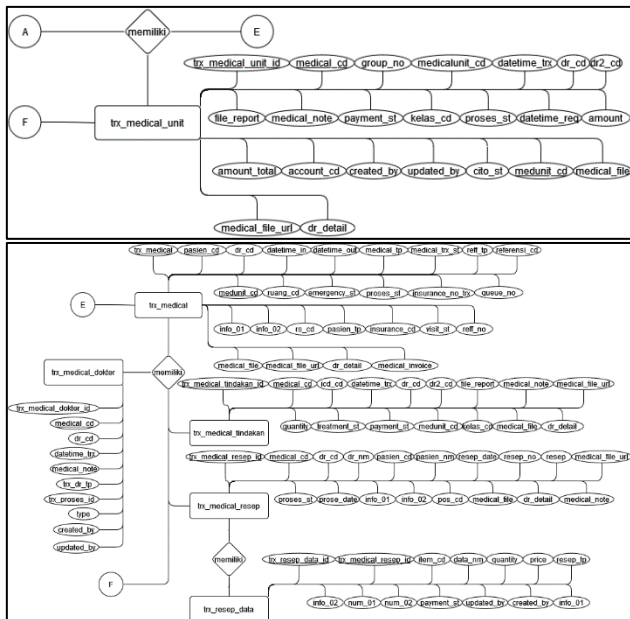 A memiliki E
trx_medical_unit_id medical_cd group_no medicalunit_cd datetime_trx dr_cd dr2_cd
F trx_medical_unit
file_report medical_note payment_st kelas_cd proses_st datetime_reg amount
amount_total account_cd created_by updated_by cito_st medunit_cd medical_file
medical_file_url dr_detail
trx_medical pasien_cd dr_cd datetime_in datetime_out medical_tp medical_trx_st reff_tp referensi_cd
E trx_medical
medunit_cd ruang_cd emergency_st proses_st insurance_no_trx queue_no
info_01 info_02 rs_cd pasien_tp insurance_cd visit_st reff_no
medical_file medical_file_url dr_detail medical_invoice
trx_medical_doktor memiliki
trx_medical_tindakan_id medical_cd icd_cd datetime_trx dr_cd dr2_cd file_report medical_note medical_file_url
trx_medical_doktor_id
medical_cd
dr_cd
datetime_trx
medical_note
trx_dr_tp
trx_proses_id
type
created_by
updated_by
quantity treatment_st payment_st medunit_cd kelas_cd medical_file dr_detail
trx_medical_tindakan
trx_medical_resep_id medical_cd dr_cd dr_nm pasien_cd pasien_nm resep_date resep_no resep medical_file_url
proses_st prose_date info_01 info_02 pos_cd medical_file dr_detail medical_note
trx_medical_resep
F memiliki
trx_resep_data_id trx_medical_resep_id item_cd data_nm quantity price resep_tp
info_02 num_01 num_02 payment_st updated_by created_by info_01
trx_resep_data